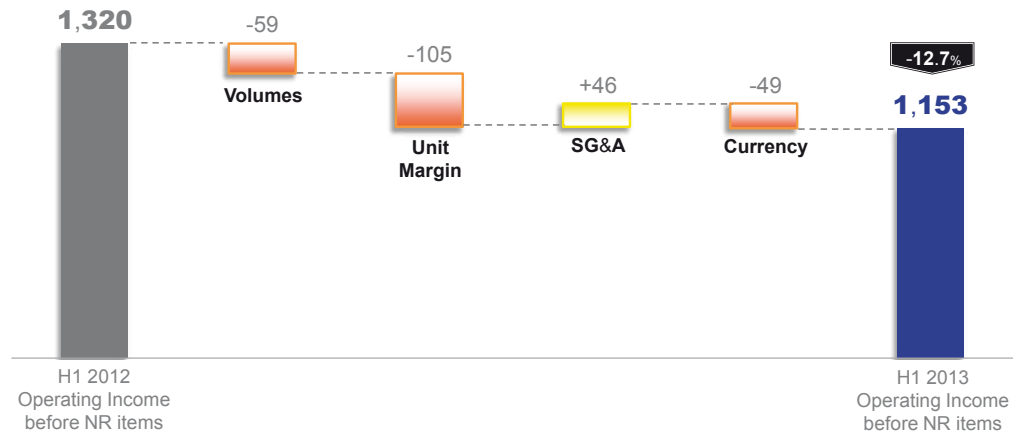 1,320
-59
Volumes
-105
Unit
Margin
+46
SG&A
-49
Currency
-12.7%
1,153
H1 2012
Operating Income
before NR items
H1 2013
Operating Income
before NR items